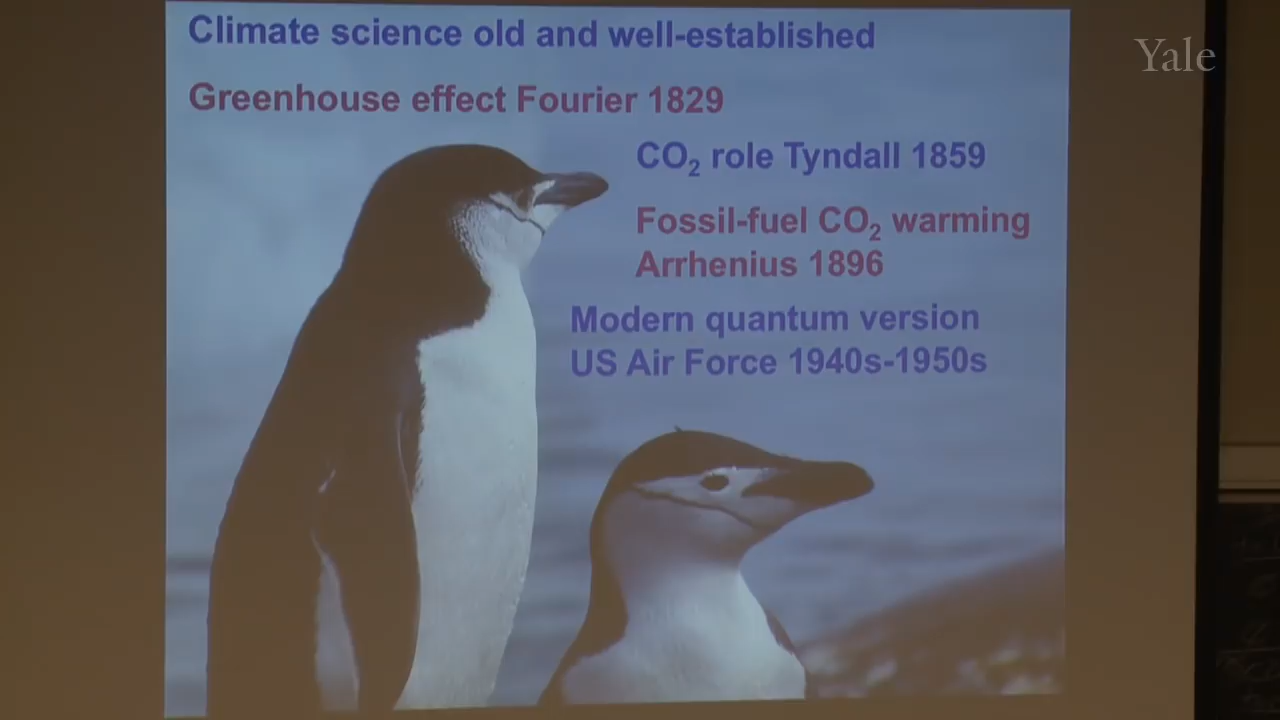 Climate science old and well-established
Yale
Greenhouse effect Fourier 1829
CO₂ role Tyndall 1859
Fossil-fuel CO₂ warming
Arrhenius 1896
Modern quantum version
US Air Force 1940s-1950s